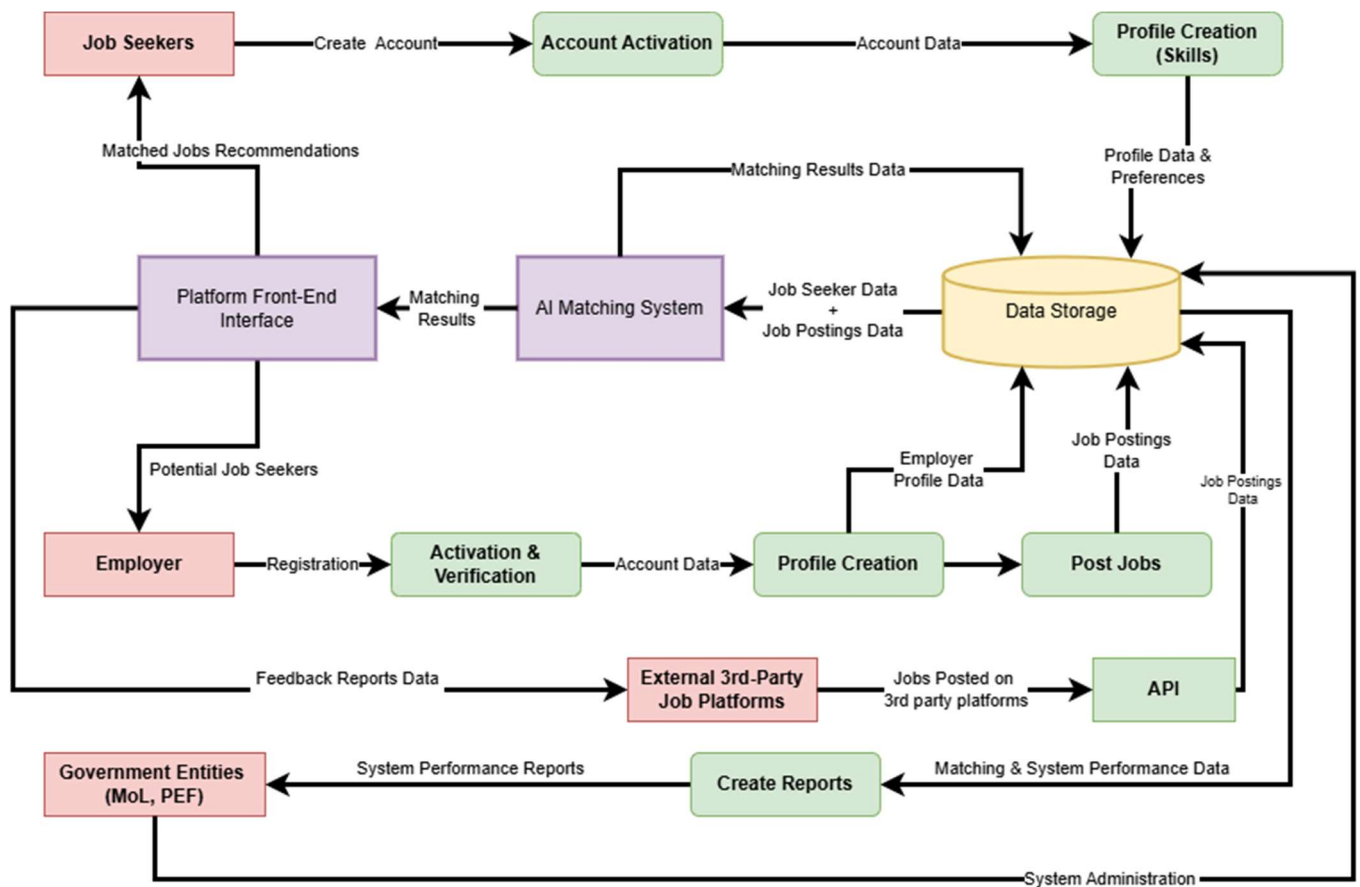 Job Seekers
Create Account
Account Activation
Account Data
Profile Creation
(Skills)
Matched Jobs Recommendations
Matching Results Data
Profile Data &
Preferences
Platform Front-End
Interface
Matching
Results
AI Matching System
Job Seeker Data
+
Job Postings Data
Data Storage
Potential Job Seekers
Employer
Profile Data
Job Postings
Data
Job Postings
Data
Employer
Registration
Activation &
Verification
Account Data
Profile Creation
Post Jobs
Feedback Reports Data
External 3rd-Party
Job Platforms
Jobs Posted on
3rd party platforms
API
Government Entities
(MoL, PEF)
System Performance Reports
Create Reports
Matching & System Performance Data
System Administration